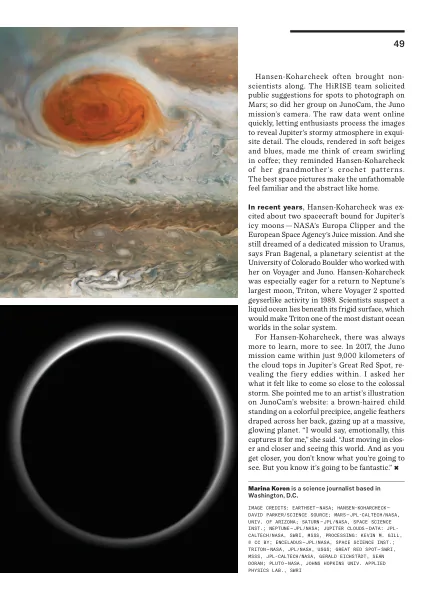 49
Hansen-Koharcheck often brought non-
scientists along. The HiRISE team solicited
public suggestions for spots to photograph on
Mars; so did her group on JunoCam, the Juno
mission's camera. The raw data went online
quickly, letting enthusiasts process the images
to reveal Jupiter's stormy atmosphere in exqui-
site detail. The clouds, rendered in soft beiges
and blues, made me think of cream swirling
in coffee; they reminded Hansen-Koharcheck
of her grandmother's crochet patterns.
The best space pictures make the unfathomable
feel familiar and the abstract like home.
In recent years, Hansen-Koharcheck was ex-
cited about two spacecraft bound for Jupiter's
icy moons — NASA's Europa Clipper and the
European Space Agency's Juice mission. And she
still dreamed of a dedicated mission to Uranus,
says Fran Bagenal, a planetary scientist at the
University of Colorado Boulder who worked with
her on Voyager and Juno. Hansen-Koharcheck
was especially eager for a return to Neptune's
largest moon, Triton, where Voyager 2 spotted
geyserlike activity in 1989. Scientists suspect a
liquid ocean lies beneath its frigid surface, which
would make Triton one of the most distant ocean
worlds in the solar system.
For Hansen-Koharcheck, there was always
more to learn, more to see. In 2017, the Juno
mission came within just 9,000 kilometers of
the cloud tops in Jupiter's Great Red Spot, re-
vealing the fiery eddies within. I asked her
what it felt like to come so close to the colossal
storm. She pointed me to an artist's illustration
on JunoCam's website: a brown-haired child
standing on a colorful precipice, angelic feathers
draped across her back, gazing up at a massive,
glowing planet. "I would say, emotionally, this
captures it for me," she said. "Just moving in clos-
er and closer and seeing this world. And as you
get closer, you don't know what you're going to
see. But you know it's going to be fantastic." ✖
Marina Koren is a science journalist based in
Washington, D.C.
IMAGE CREDITS: EARTHSET—NASA; HANSEN-KOHARCHECK—
DAVID PARKER/SCIENCE SOURCE; MARS—JPL-CALTECH/NASA,
UNIV. OF ARIZONA; SATURN—JPL/NASA, SPACE SCIENCE
INST.; NEPTUNE—JPL/NASA; JUPITER CLOUDS—DATA: JPL-
CALTECH/NASA, SWRI, MSSS, PROCESSING: KEVIN M. GILL,
© CC BY; ENCELADUS—JPL/NASA, SPACE SCIENCE INST.;
TRITON—NASA, JPL/NASA, USGS; GREAT RED SPOT—SWRI,
MSSS, JPL-CALTECH/NASA, GERALD EICHSTÄDT, SEAN
DORAN; PLUTO—NASA, JOHNS HOPKINS UNIV. APPLIED
PHYSICS LAB., SWRI